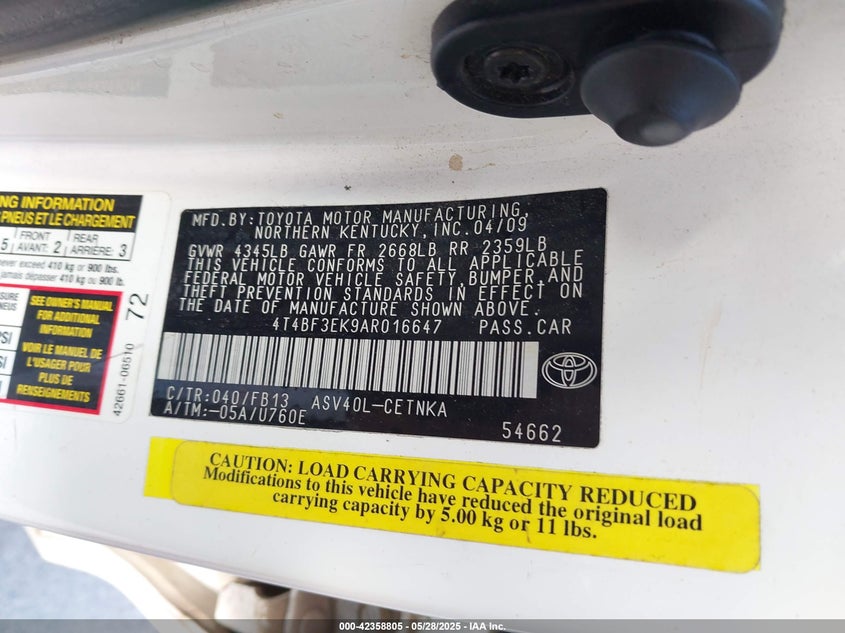 NG INFORMATION
PNEUS ET LE CHARGEMENT
5 FRONT AVANT: 2 REAR ARRIÈRE: 3
never exceed 410 kg or 900 lbs.
jamais dépasser 410 kg ou 900 lb.
SEE OWNER'S MANUAL
FOR ADDITIONAL
INFORMATION
VOIR LE MANUEL DE
L'USAGER POUR
PLUS DE
RENSEIGNEMENTS
72
42661-06510
MFD.BY:TOYOTA MOTOR MANUFACTURING,
NORTHERN KENTUCKY, INC.04/09
GVWR 4345LB GAWR FR 2668LB RR 2359LB
THIS VEHICLE CONFORMS TO ALL APPLICABLE
FEDERAL MOTOR VEHICLE SAFETY, BUMPER, AND
THEFT PREVENTION STANDARDS IN EFFECT ON
THE DATE OF MANUFACTURE SHOWN ABOVE.
4T4BF3EK9AR016647 PASS.CAR
C/TR:040/FB13 ASV40L-CETNKA
A/TM:-05A/U760E
54662
CAUTION: LOAD CARRYING CAPACITY REDUCED
Modifications to this vehicle have reduced the original load
carrying capacity by 5.00 kg or 11 lbs.
000-42358805 — 05/28/2025 — IAA Inc.